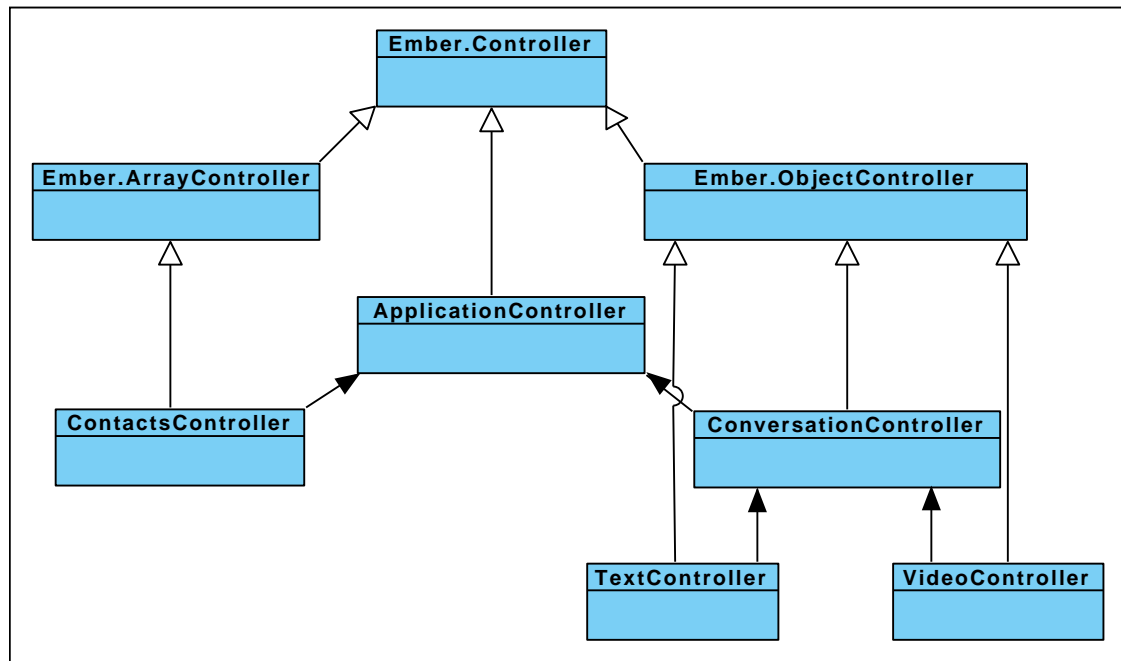 Ember.Controller
Ember.ArrayController
Ember.ObjectController
ApplicationController
ContactsController
ConversationController
TextController
VideoController